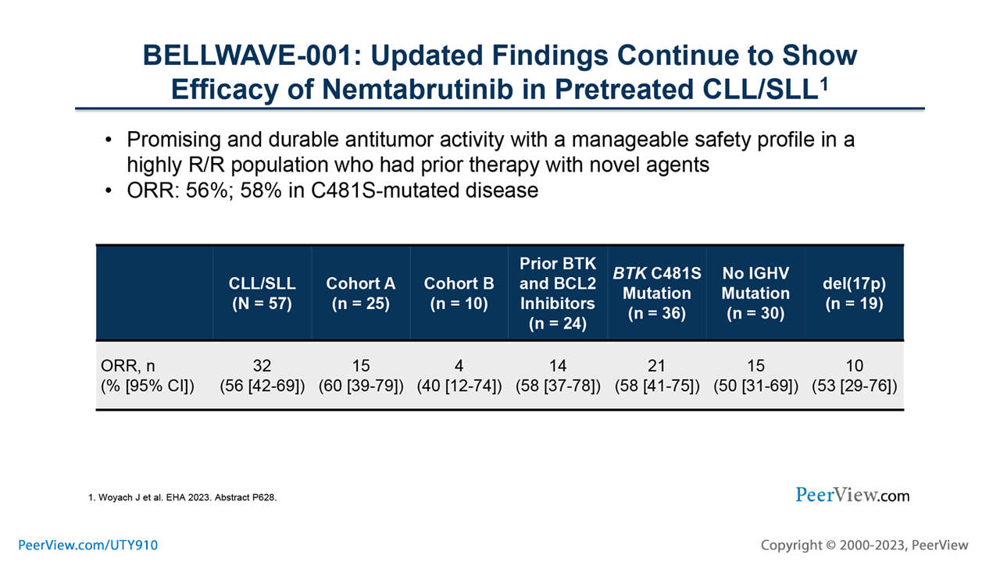 BELLWAVE-001: Updated Findings Continue to Show
Efficacy of Nemtabrutinib in Pretreated CLL/SLL1
• Promising and durable antitumor activity with a manageable safety profile in a
highly R/R population who had prior therapy with novel agents
• ORR: 56%; 58% in C481S-mutated disease
CLL/SLL
(N = 57)
Cohort A
(n = 25)
Cohort B
(n = 10)
Prior BTK
and BCL2
Inhibitors
(n = 24)
BTK C481S
Mutation
(n = 36)
No IGHV
Mutation
(n = 30)
del(17p)
(n = 19)
ORR, n
(% [95% CI])
32
(56 [42-69])
15
(60 [39-79])
4
(40 [12-74])
14
(58 [37-78])
21
(58 [41-75])
15
(50 [31-69])
10
(53 [29-76])
1. Woyach J et al. EHA 2023. Abstract P628.
PeerView.com
PeerView.com/UTY910
Copyright © 2000-2023, PeerView